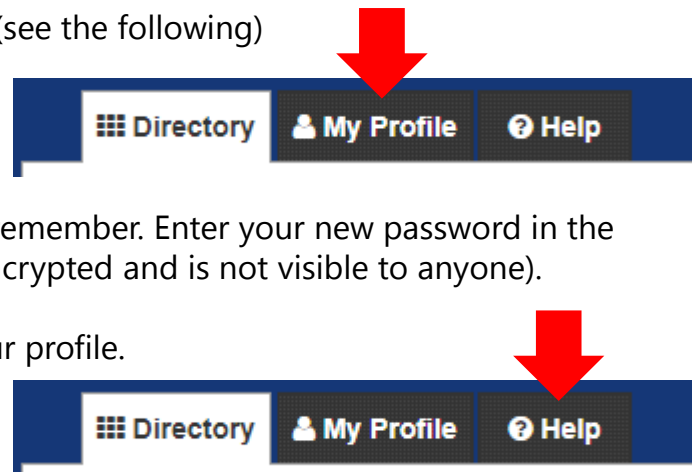 (see the following)
Directory My Profile Help
emember. Enter your new password in the
crypted and is not visible to anyone).
r profile.
Directory My Profile Help